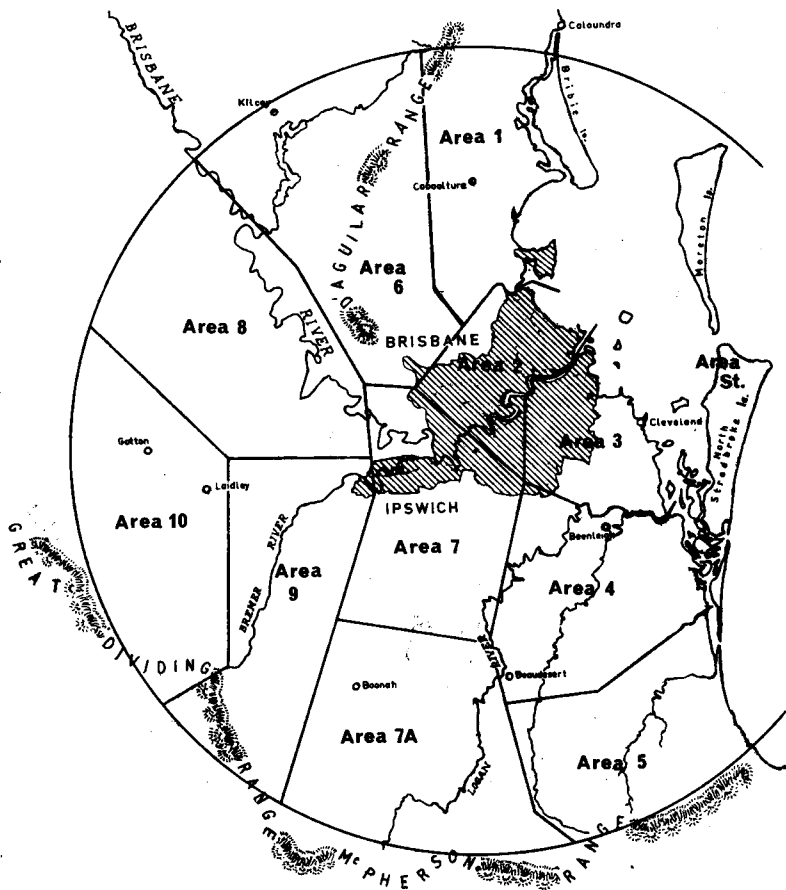 Caloundra
BRISBANE
Bribie Is.
Kilcoy
Area 1
Caboolture
D'AGUILAR RANGE
Moreton Is.
Area 6
Area 8
RIVER
BRISBANE
Area 2
Area St.
Area 3
Cleveland
North Stradbroke Is.
Gatton
Laidley
IPSWICH
Area 10
Area 7
Beenleigh
GREAT DIVIDING RANGE
BREMER RIVER
Area 9
Area 4
RIVER
Boonah
Beaudesert
Area 7A
LOGAN
Area 5
McPHERSON RANGE